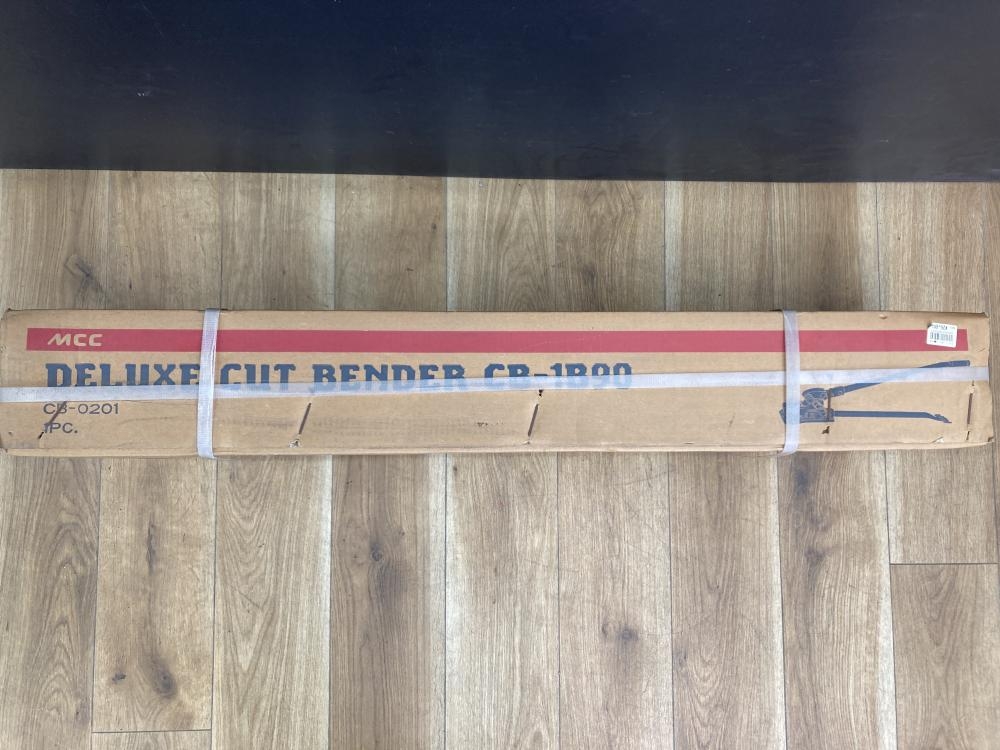 MCC
DELUXE CUT BENDER CB-1B90
CB-0201
1PC.